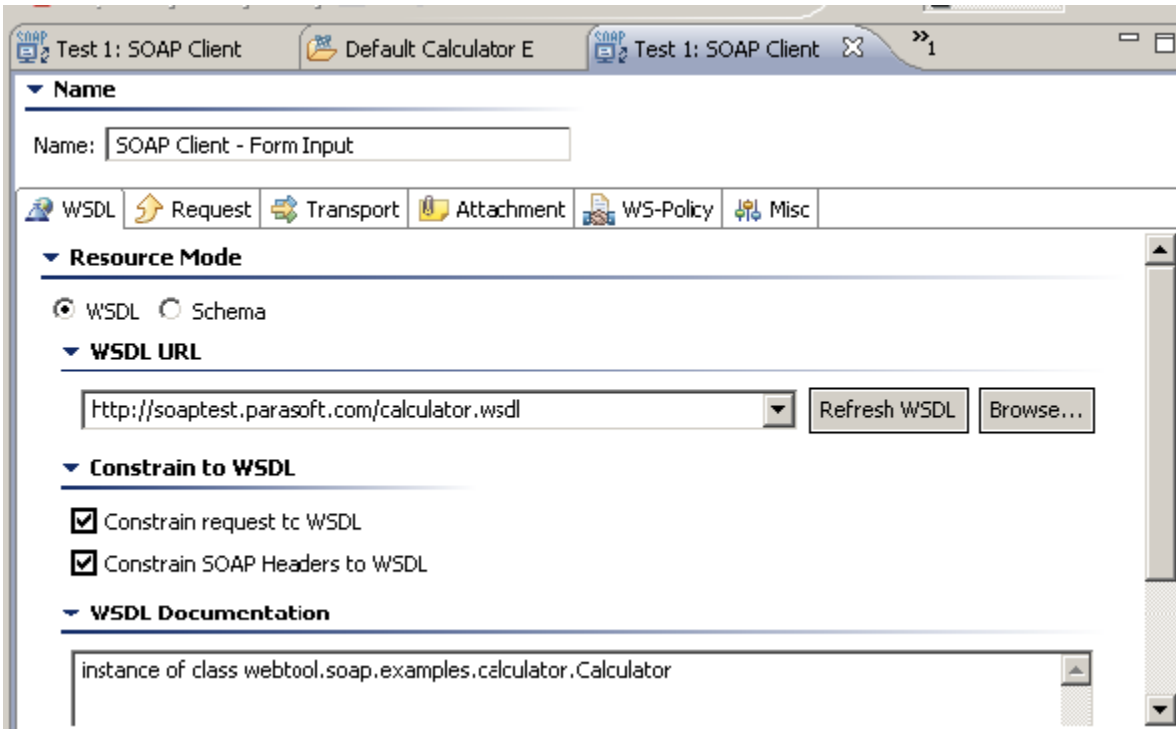 Test 1: SOAP Client Default Calculator E Test 1: SOAP Client »1
Name
Name: SOAP Client - Form Input
WSDL Request Transport Attachment WS-Policy Misc
Resource Mode
WSDL Schema
WSDL URL
http://soaptest.parasoft.com/calculator.wsdl Refresh WSDL Browse...
Constrain to WSDL
Constrain request to WSDL
Constrain SOAP Headers to WSDL
WSDL Documentation
instance of class webtool.soap.examples.calculator.Calculator